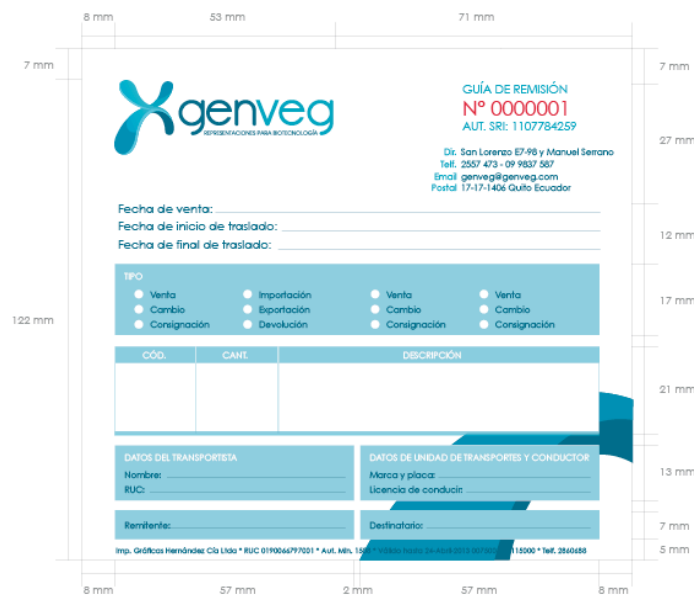 8 mm 53 mm 71 mm
7 mm 7 mm
genveg
REPRESENTACIONES PARA BIOTECNOLOGÍA
GUÍA DE REMISIÓN
Nº 0000001
AUT. SRI: 1107784259
27 mm
Dir. San Lorenzo E7-98 y Manuel Serrano
Telf. 2557 473 - 09 9837 587
Email genveg@genveg.com
Postal 17-17-1406 Quito Ecuador
Fecha de venta:
Fecha de inicio de traslado:
Fecha de final de traslado:
12 mm
TIPO
Venta Importación Venta Venta
Cambio Exportación Cambio Cambio
Consignación Devolución Consignación Consignación
17 mm
122 mm
CÓD. CANT. DESCRIPCIÓN
21 mm
DATOS DEL TRANSPORTISTA DATOS DE UNIDAD DE TRANSPORTES Y CONDUCTOR
Nombre: Marca y placa:
RUC: Licencia de conducir:
13 mm
Remitente: Destinatario:
7 mm
Imp. Gráficas Hernández Cía Ltda * RUC 0190066797001 * Aut. Min. * Válido hasta 115000 * Telf. 2860688
5 mm
8 mm 57 mm 2 mm 57 mm 8 mm